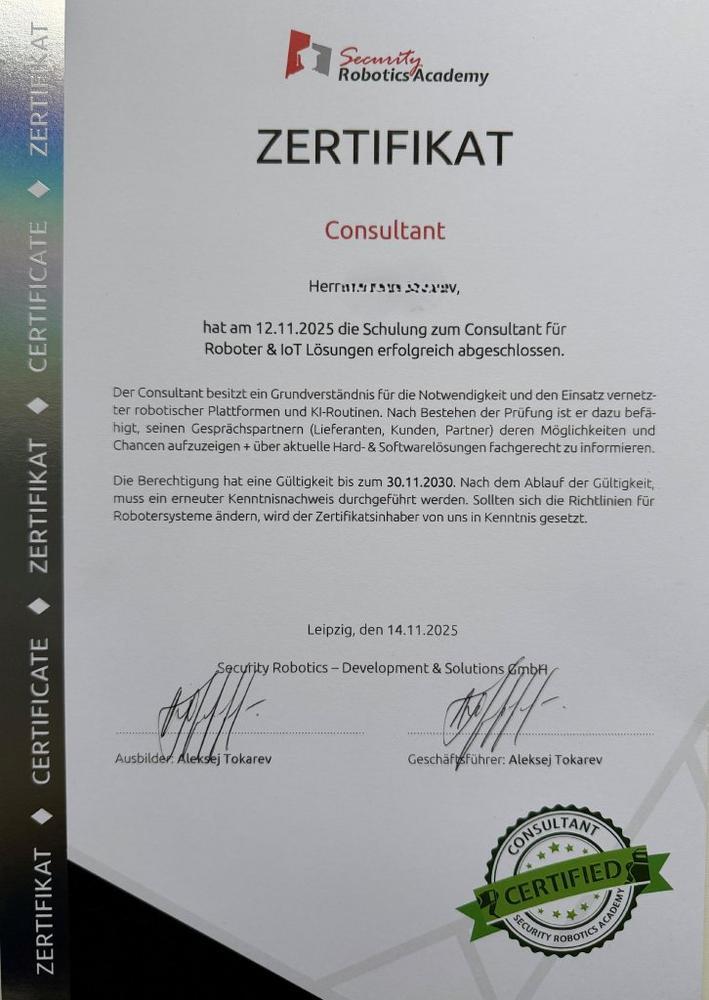 Security
Robotics Academy
ZERTIFIKAT
Consultant
Herrn
hat am 12.11.2025 die Schulung zum Consultant für
Roboter & IoT Lösungen erfolgreich abgeschlossen.
Der Consultant besitzt ein Grundverständnis für die Notwendigkeit und den Einsatz vernetz-
ter robotischer Plattformen und KI-Routinen. Nach Bestehen der Prüfung ist er dazu befä-
higt, seinen Gesprächspartnern (Lieferanten, Kunden, Partner) deren Möglichkeiten und
Chancen aufzuzeigen + über aktuelle Hard- & Softwarelösungen fachgerecht zu informieren.
Die Berechtigung hat eine Gültigkeit bis zum 30.11.2030. Nach dem Ablauf der Gültigkeit,
muss ein erneuter Kenntnisnachweis durchgeführt werden. Sollten sich die Richtlinien für
Robotersysteme ändern, wird der Zertifikatsinhaber von uns in Kenntnis gesetzt.
Leipzig, den 14.11.2025
Security Robotics – Development & Solutions GmbH
Ausbilder: Aleksej Tokarev
Geschäftsführer: Aleksej Tokarev
CONSULTANT
CERTIFIED
SECURITY ROBOTICS ACADEMY
ZERTIFIKAT ◆ CERTIFICATE ◆ ZERTIFIKAT ◆ CERTIFICATE ◆ ZERTIFIKAT